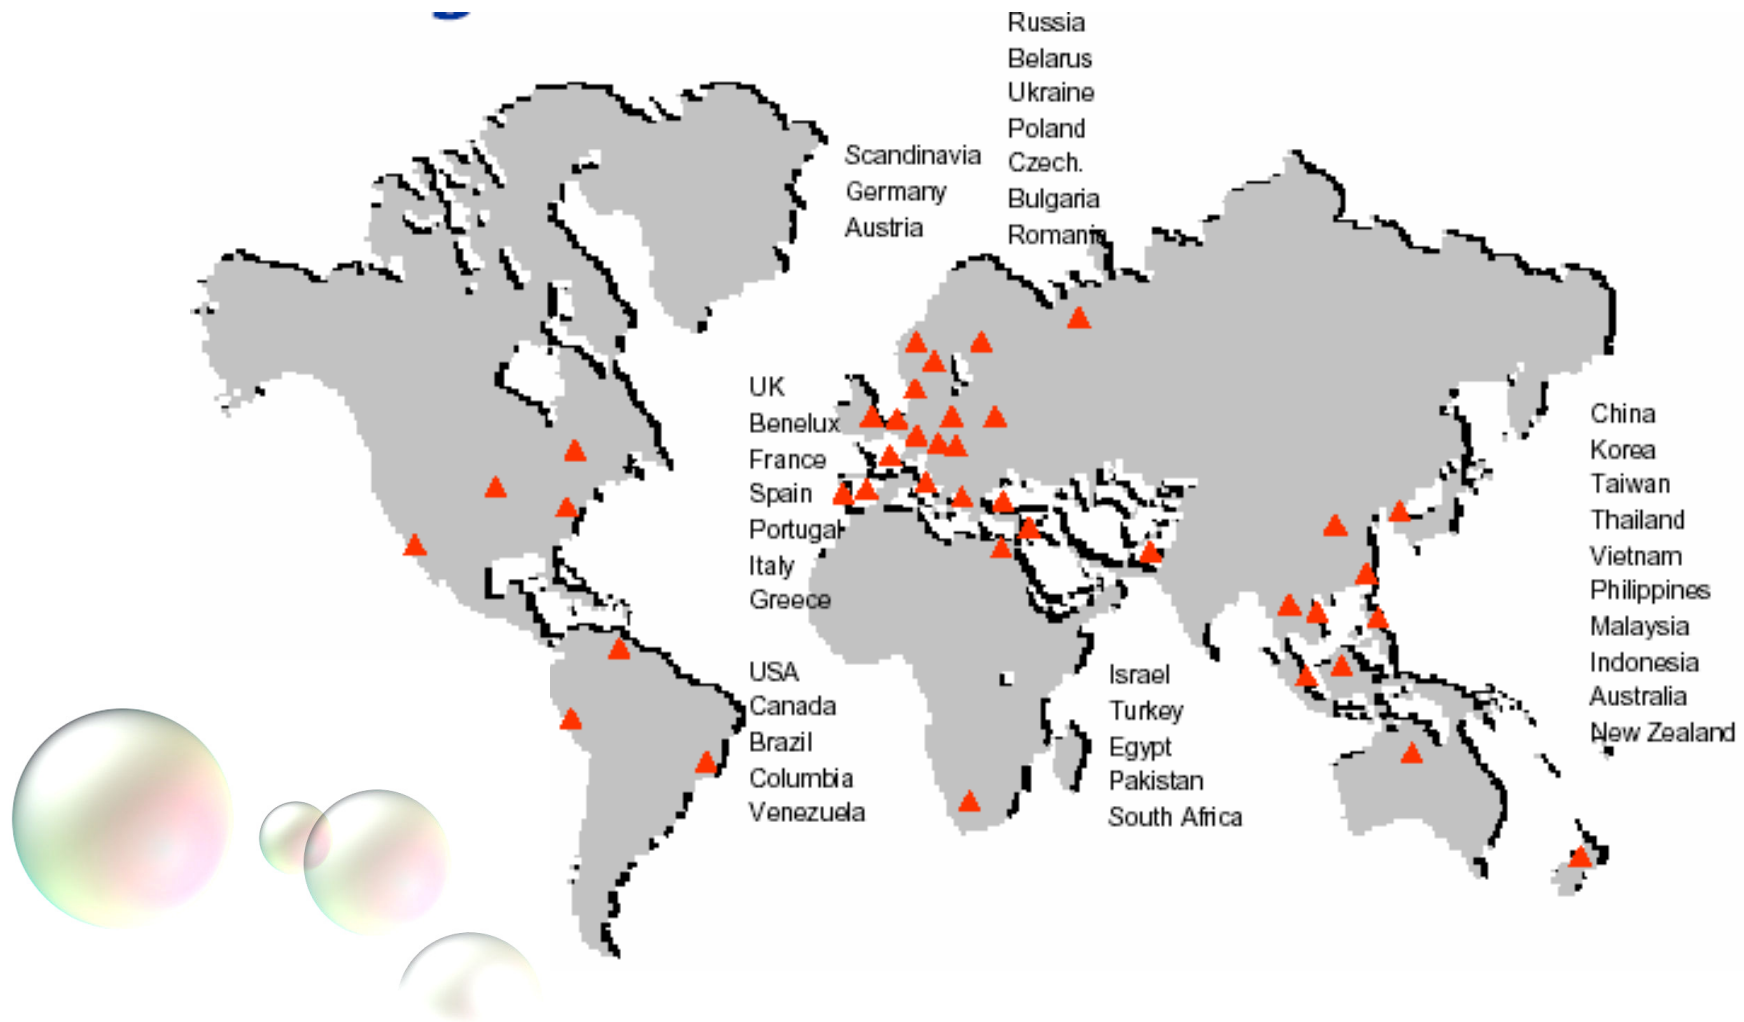 Russia
Belarus
Ukraine
Poland
Czech.
Bulgaria
Romania
Scandinavia
Germany
Austria
UK
Benelux
France
Spain
Portugal
Italy
Greece
USA
Canada
Brazil
Columbia
Venezuela
Israel
Turkey
Egypt
Pakistan
South Africa
China
Korea
Taiwan
Thailand
Vietnam
Philippines
Malaysia
Indonesia
Australia
New Zealand